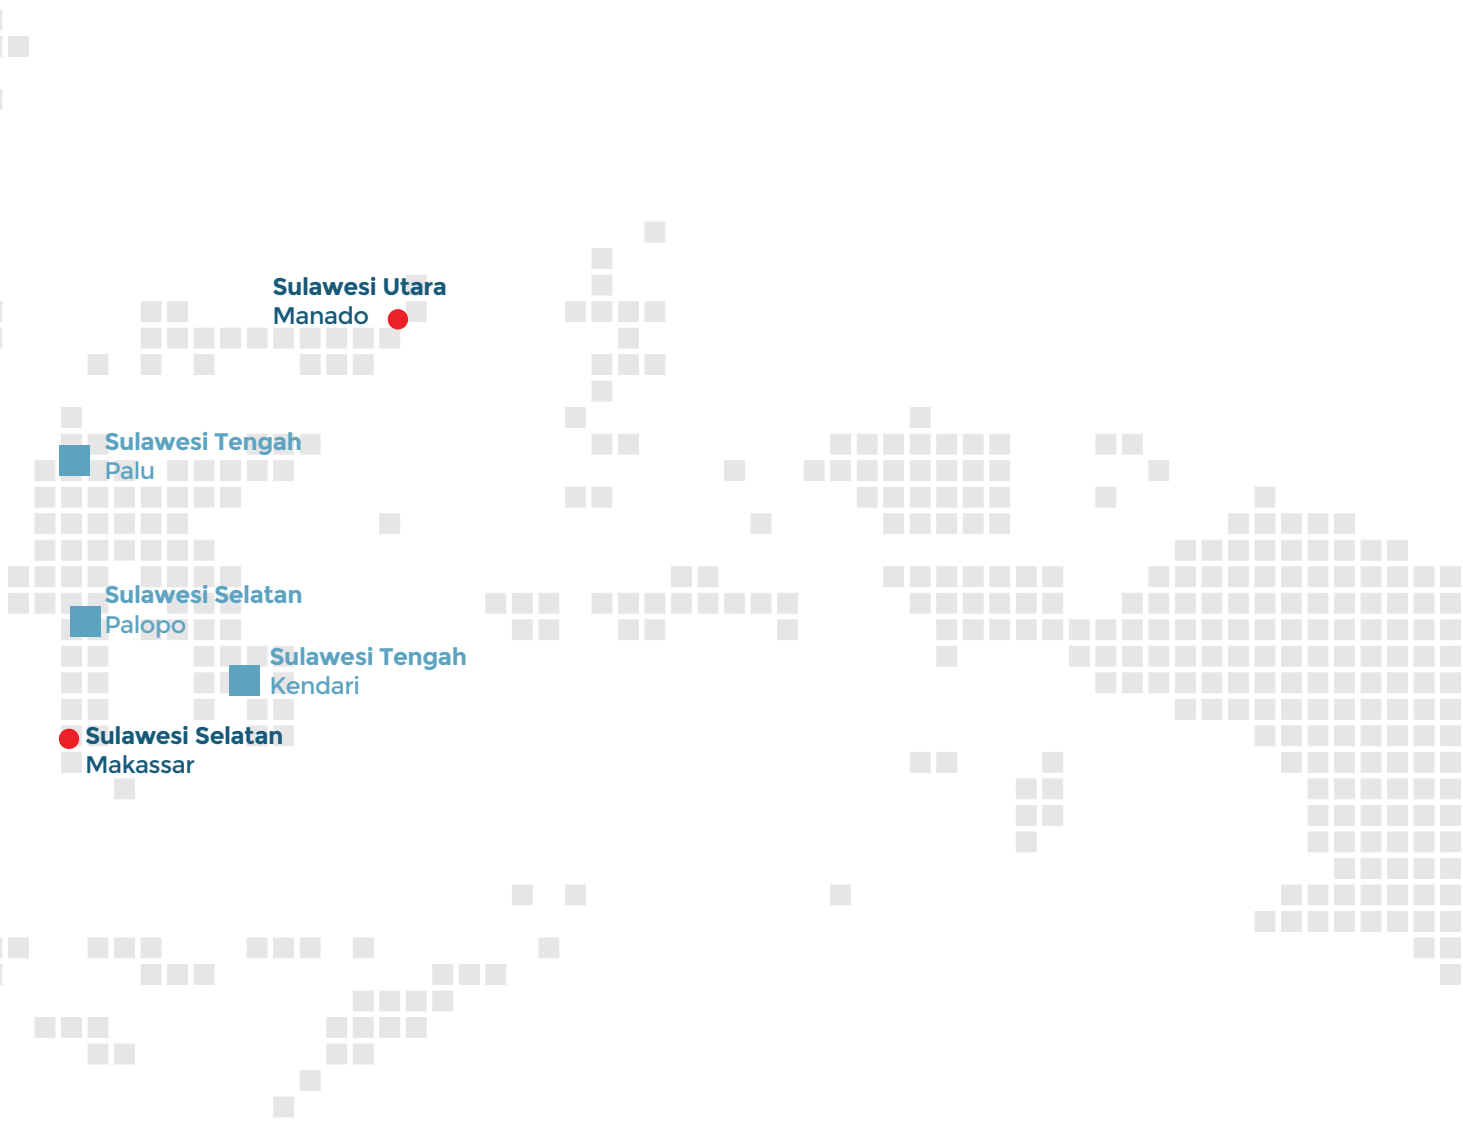 Sulawesi Utara
Manado
Sulawesi Tengah
Palu
Sulawesi Selatan
Palopo
Sulawesi Tengah
Kendari
Sulawesi Selatan
Makassar